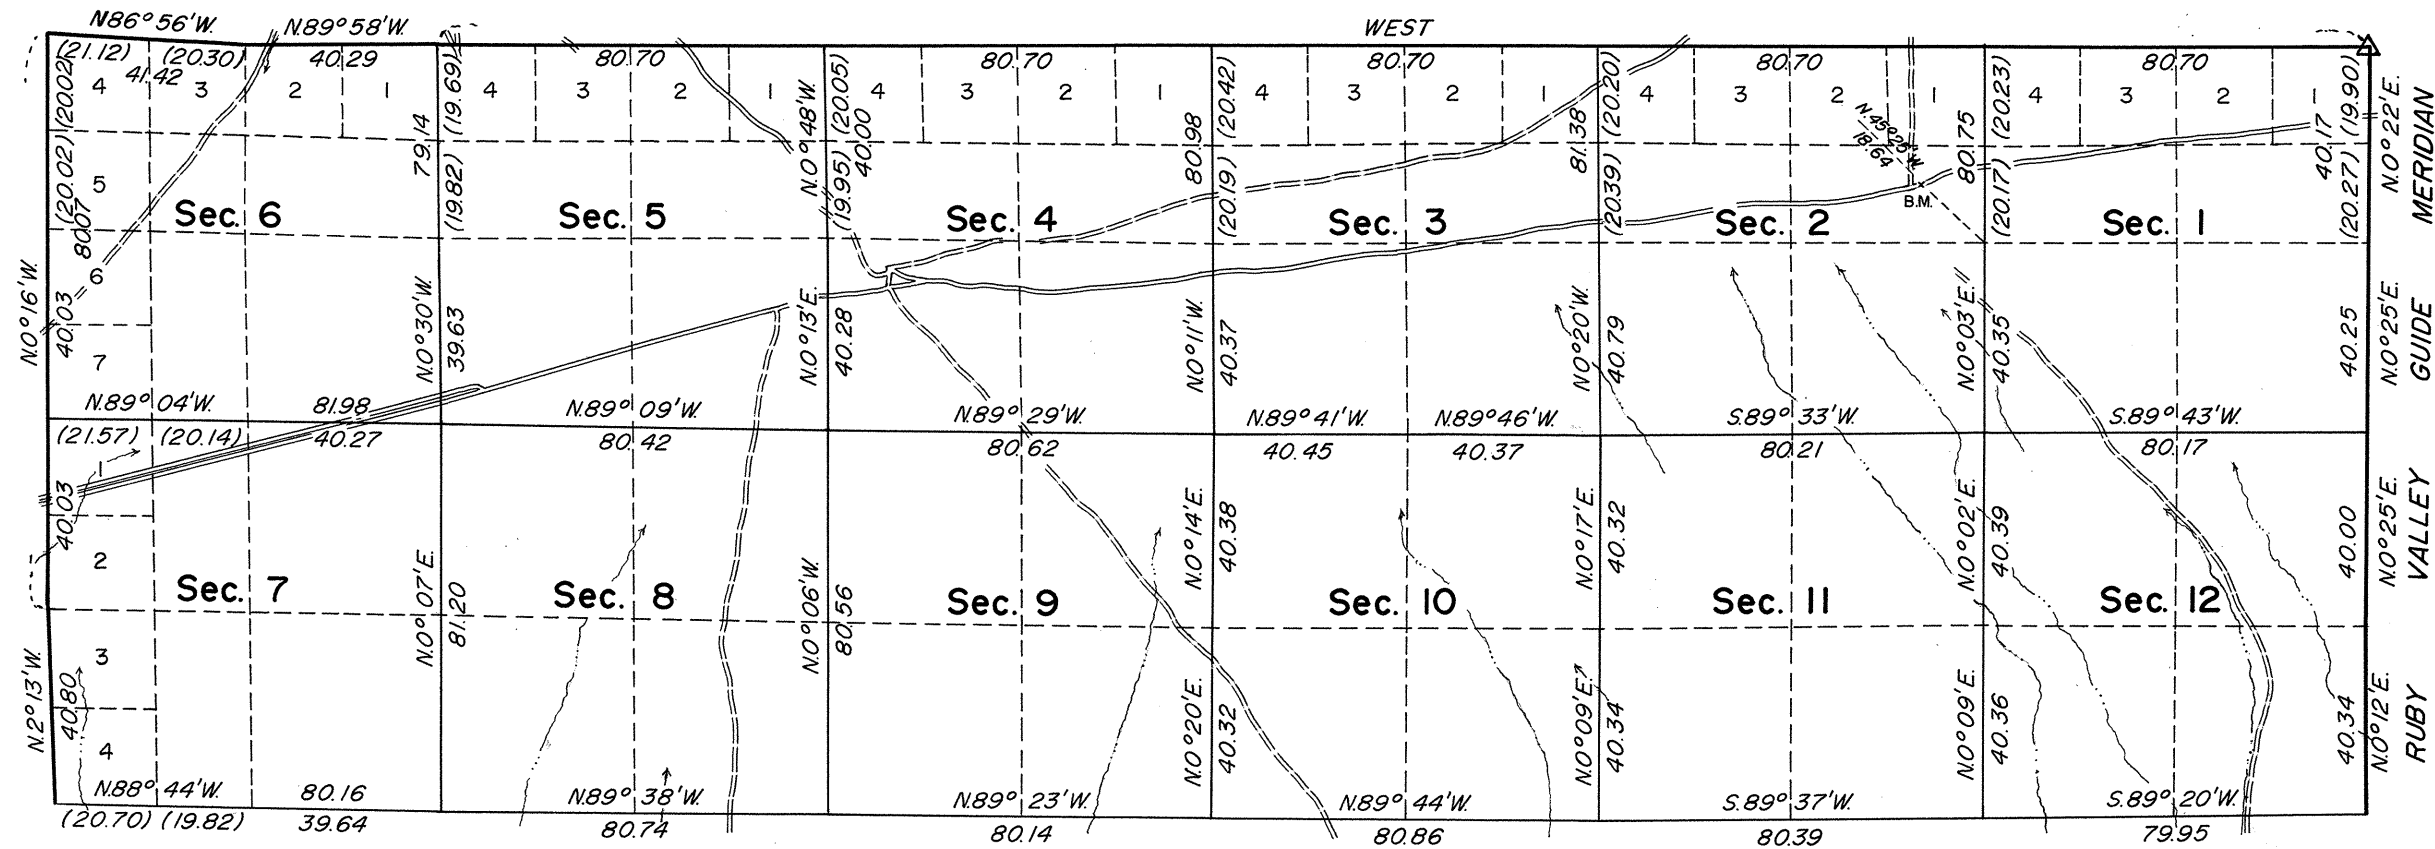 N86°56'W. N.89°58'W. WEST
(21.12) (20.30) 40.29 80.70 80.70 80.70 80.70 80.70
41.42
4 3 2 1 4 3 2 1 4 3 2 1 4 3 2 1 4 3 2 1 4 3 2 1
(20.02) 79.14 (19.69) N.0°48'W. (20.05) 40.00 80.98 (20.42) 81.38 (20.20) N.45°26'W. 18.64 80.75 (20.23) 40.17 (19.90) N.0°22'E. MERIDIAN
5
(20.02) 80.07 (19.82) (19.95) (20.19) (20.39) B.M. (20.17) (20.27)
Sec. 6 Sec. 5 Sec. 4 Sec. 3 Sec. 2 Sec. 1
6
N.0°16'W. 40.03 N.0°30'W. 39.63 N.0°13'E. 40.28 N.0°11'W. 40.37 N.0°20'W. 40.79 N.0°03'E. 40.35 40.25 N.0°25'E. GUIDE
7
N.89°04'W. 81.98 N.89°09'W. N.89°29'W. N.89°41'W. N.89°46'W. S.89°33'W. S.89°43'W.
(21.57) (20.14) 40.27 80.42 80.62 40.45 40.37 80.21 80.17
1
40.03 N.0°14'E. 40.38 N.0°17'E. 40.32 N.0°02'E. 40.39 40.00 N.0°25'E. VALLEY
2
Sec. 7 Sec. 8 Sec. 9 Sec. 10 Sec. 11 Sec. 12
N.0°07'E. 81.20 N.0°06'W. 80.56
3
N.2°13'W. 40.80 N.0°20'E. 40.32 N.0°09'E. 40.34 N.0°09'E. 40.36 40.34 N.0°12'E. RUBY
4
N.88°44'W. 80.16 N.89°38'W. N.89°23'W. N.89°44'W. S.89°37'W. S.89°20'W.
(20.70) (19.82) 39.64 80.74 80.14 80.86 80.39 79.95